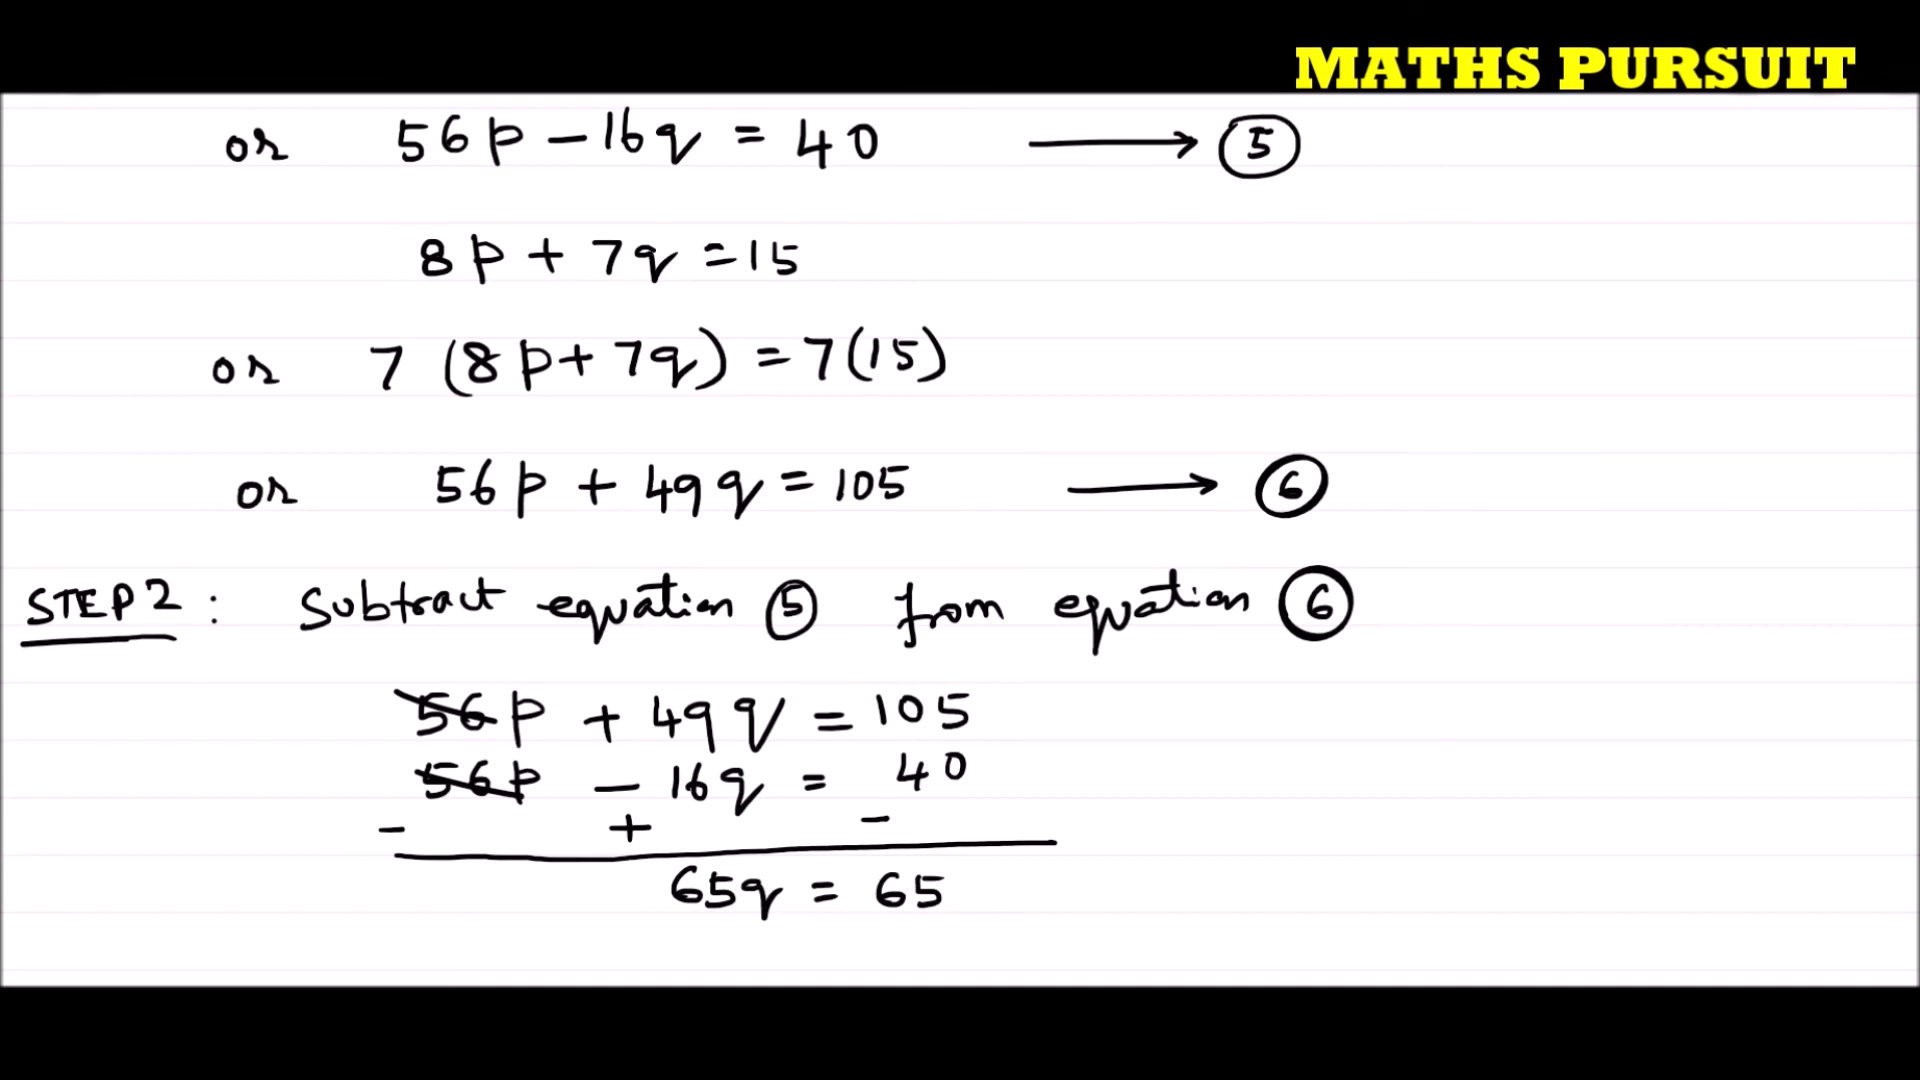 MATHS PURSUIT
or 56p - 16q = 40 ⟶ ⑤
8p + 7q = 15
or 7 (8p + 7q) = 7(15)
or 56p + 49q = 105 ⟶ ⑥
STEP 2 : Subtract equation ⑤ from equation ⑥
56p + 49q = 105
56p - 16q = 40
- + -
65q = 65